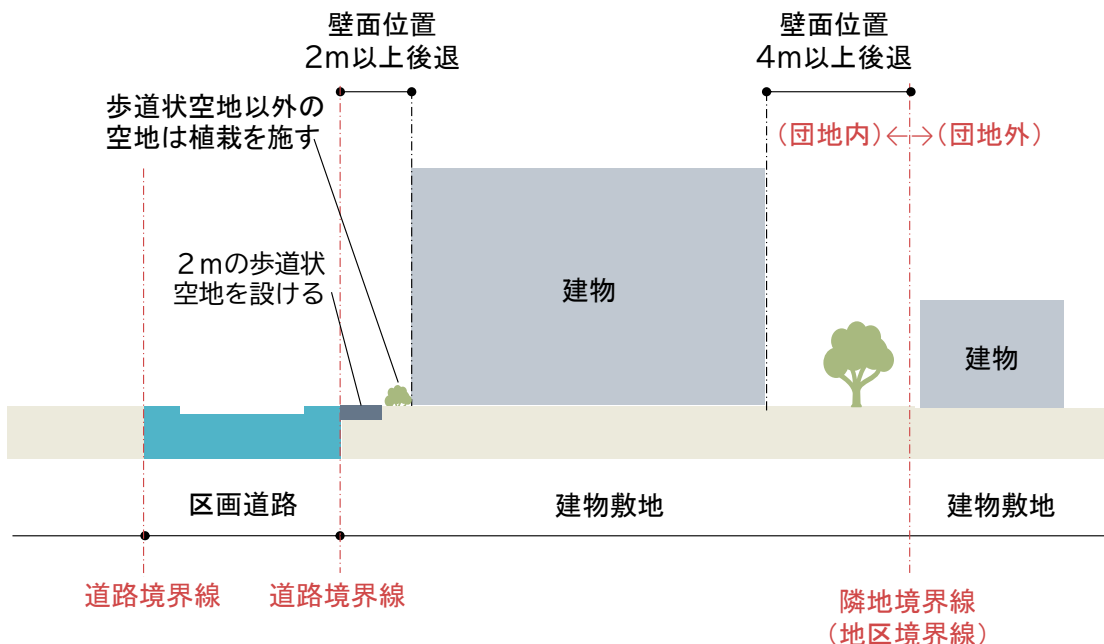 壁面位置
2m以上後退
壁面位置
4m以上後退
歩道状空地以外の
空地は植栽を施す
(団地内)←→(団地外)
2mの歩道状
空地を設ける
建物
建物
区画道路
建物敷地
建物敷地
道路境界線
道路境界線
隣地境界線
(地区境界線)